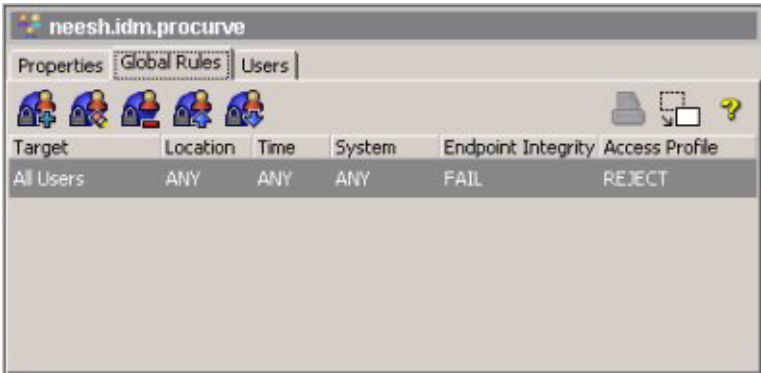 neesh.idm.procurve
Properties Global Rules Users
?
Target Location Time System Endpoint Integrity Access Profile
All Users ANY ANY ANY FAIL REJECT